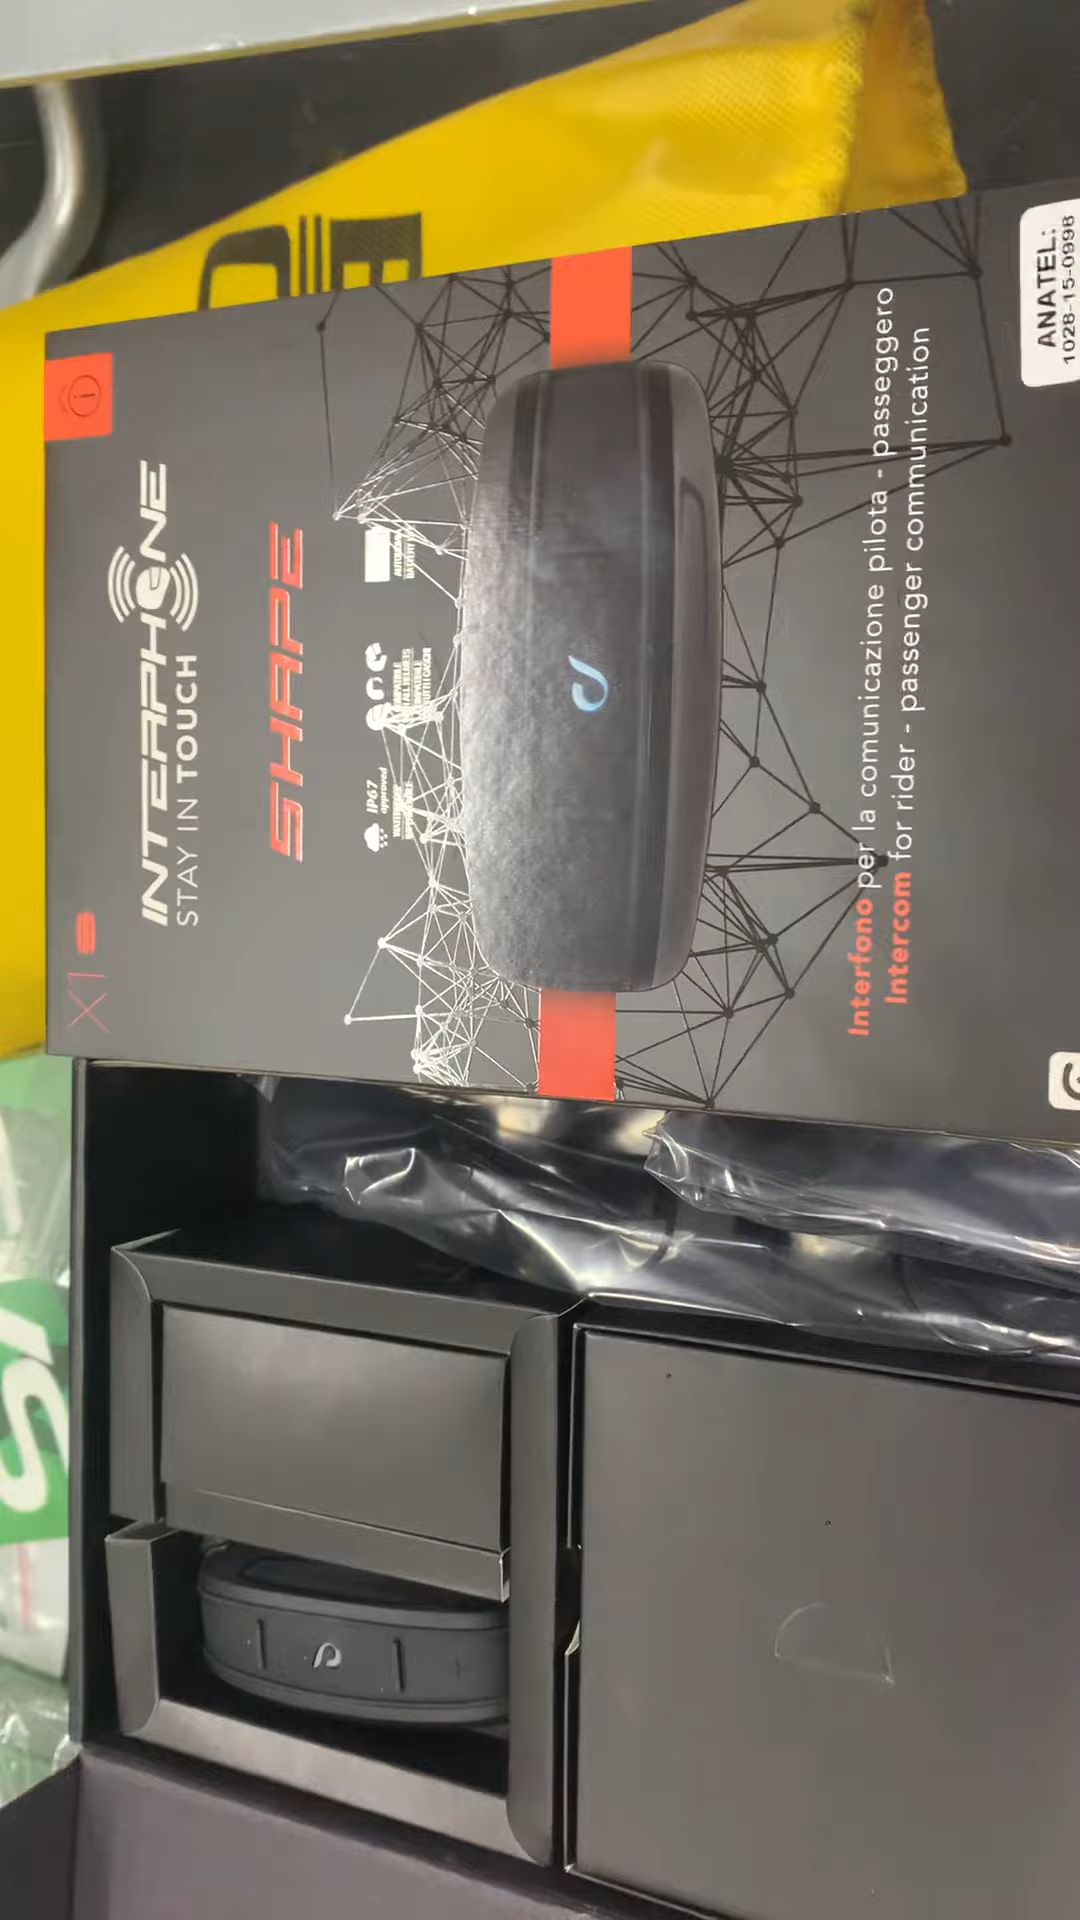 X1
INTERPHONE
STAY IN TOUCH
SHAPE
IP67
approved
Interfono per la comunicazione pilota - passeggero
Intercom for rider - passenger communication
ANATEL:
1028-15-0998